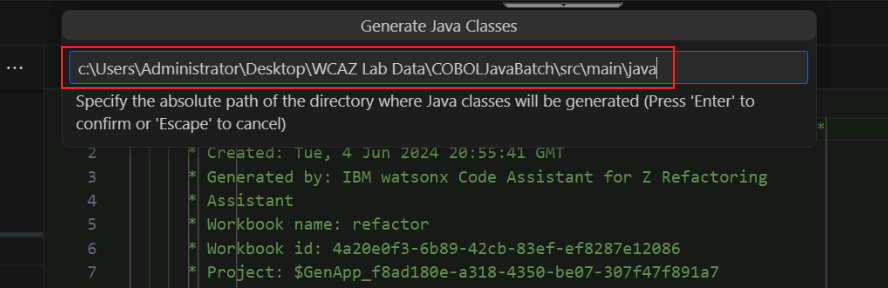 Generate Java Classes
...
c:\Users\Administrator\Desktop\WCAZ Lab Data\COBOLJavaBatch\src\main\java
Specify the absolute path of the directory where Java classes will be generated (Press 'Enter' to
confirm or 'Escape' to cancel)
*
2 * Created: Tue, 4 Jun 2024 20:55:41 GMT
3 * Generated by: IBM watsonx Code Assistant for Z Refactoring
4 * Assistant
5 * Workbook name: refactor
6 * Workbook id: 4a20e0f3-6b89-42cb-83ef-ef8287e12086
7 * Project: $GenApp_f8ad180e-a318-4350-be07-307f47f891a7